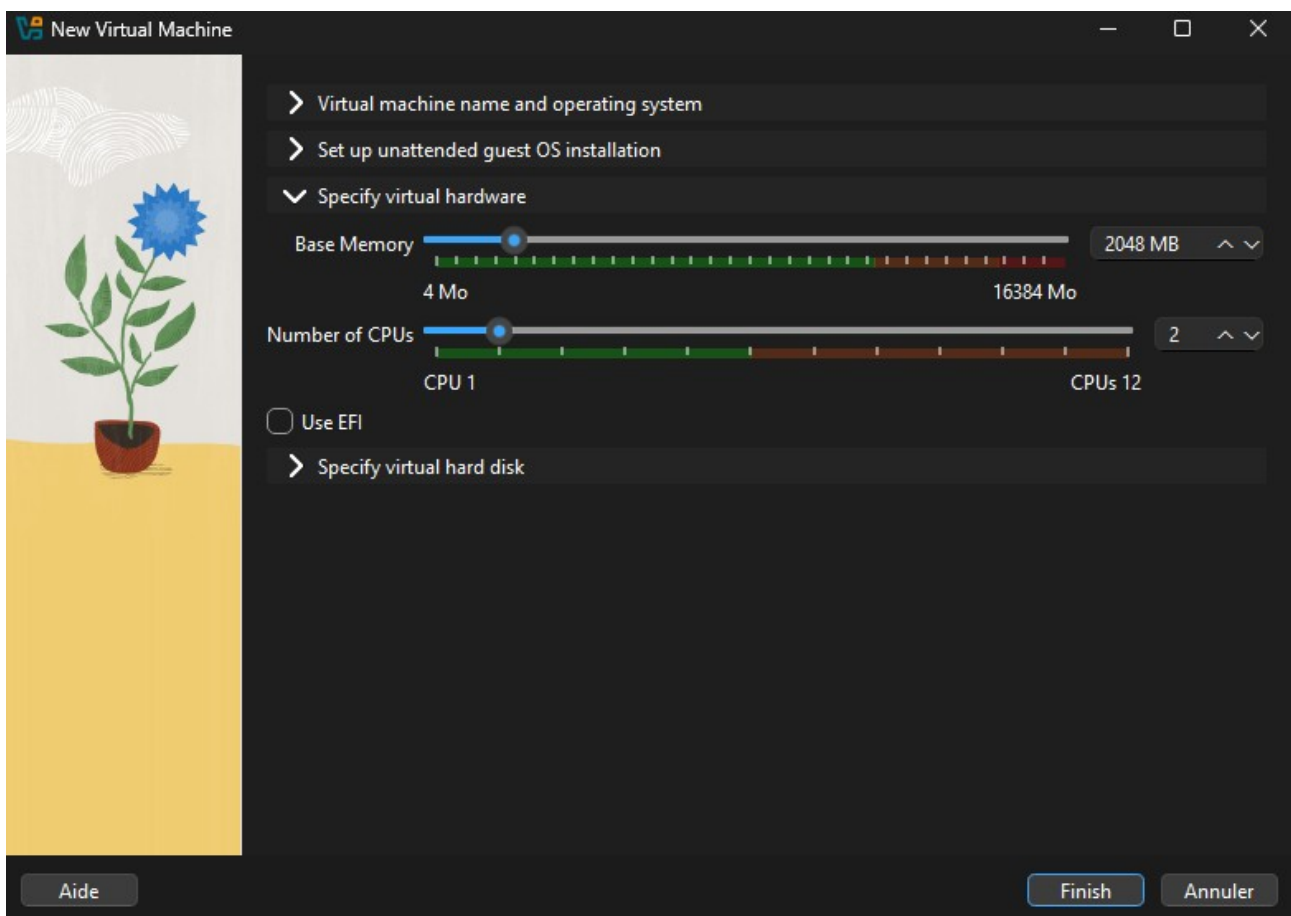 New Virtual Machine
Virtual machine name and operating system
Set up unattended guest OS installation
Specify virtual hardware
Base Memory 2048 MB
4 Mo 16384 Mo
Number of CPUs 2
CPU 1 CPUs 12
Use EFI
Specify virtual hard disk
Aide Finish Annuler